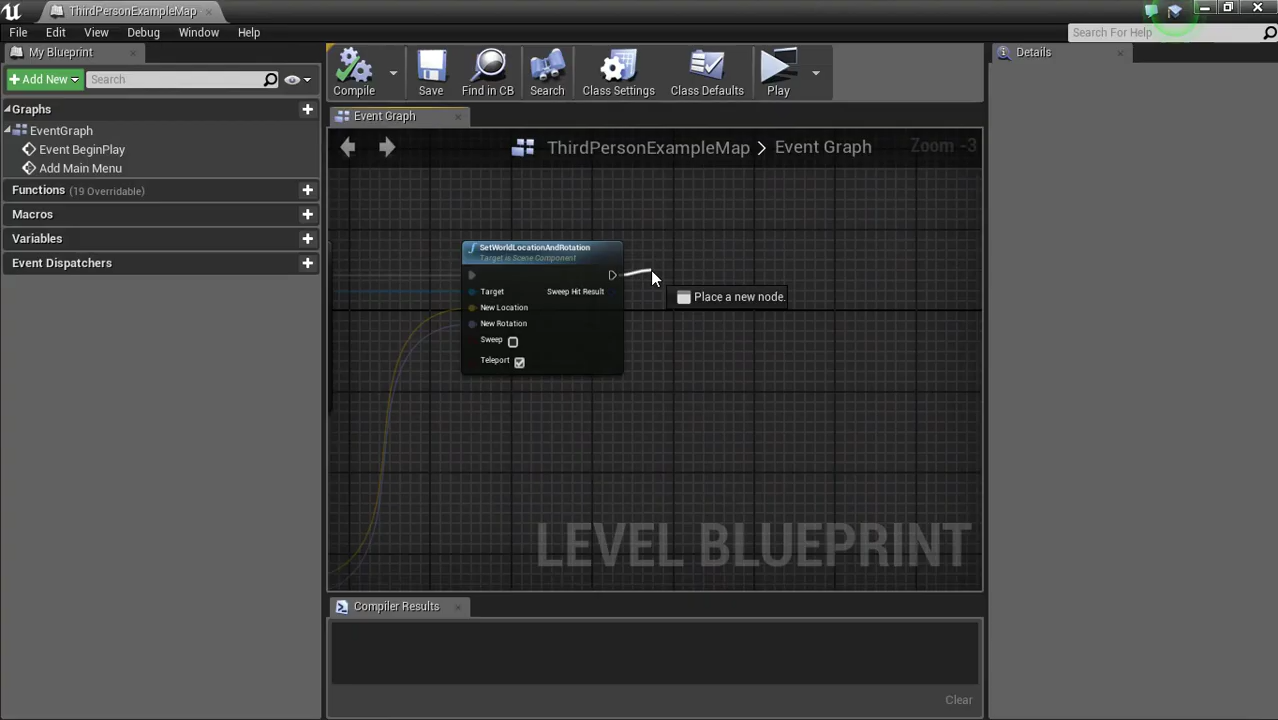 ThirdPersonExampleMap
File Edit View Debug Window Help
Search For Help
My Blueprint
Add New
Search
Graphs
EventGraph
Event BeginPlay
Add Main Menu
Functions (19 Overridable)
Macros
Variables
Event Dispatchers
Compile
Save
Find in CB
Search
Class Settings
Class Defaults
Play
Event Graph
ThirdPersonExampleMap > Event Graph
Zoom -3
SetWorldLocationAndRotation
Target is Scene Component
Target
Sweep Hit Result
New Location
New Rotation
Sweep
Teleport
Place a new node.
LEVEL BLUEPRINT
Compiler Results
Clear
Details